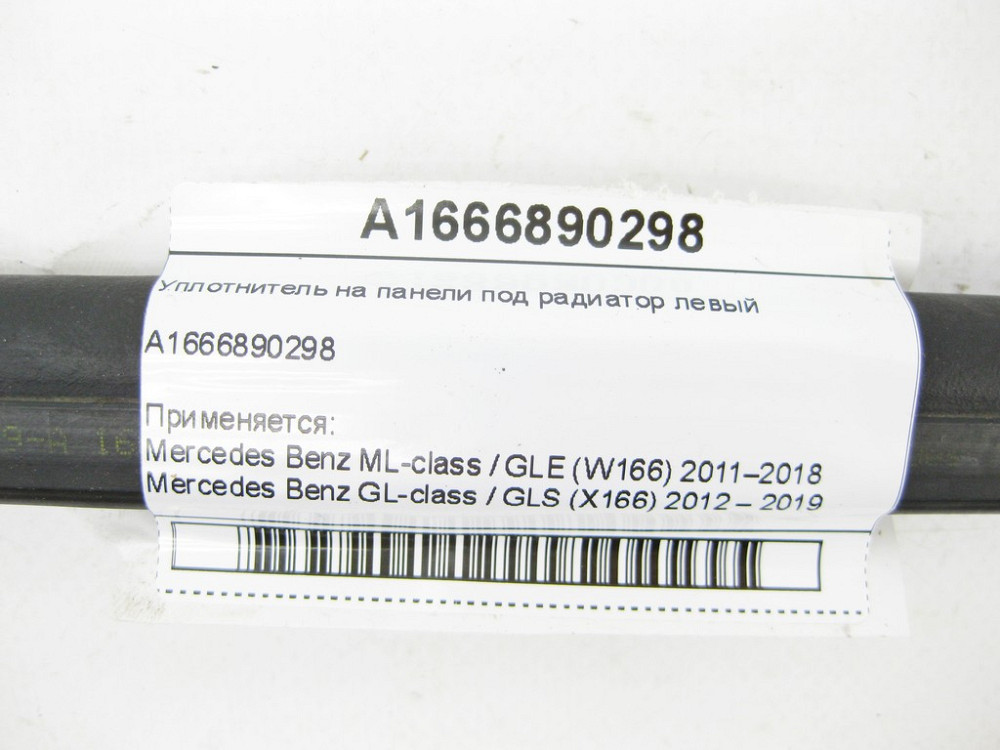 A1666890298
Уплотнитель на панели под радиатор левый
A1666890298
Применяется:
Mercedes Benz ML-class / GLE (W166) 2011–2018
Mercedes Benz GL-class / GLS (X166) 2012 – 2019